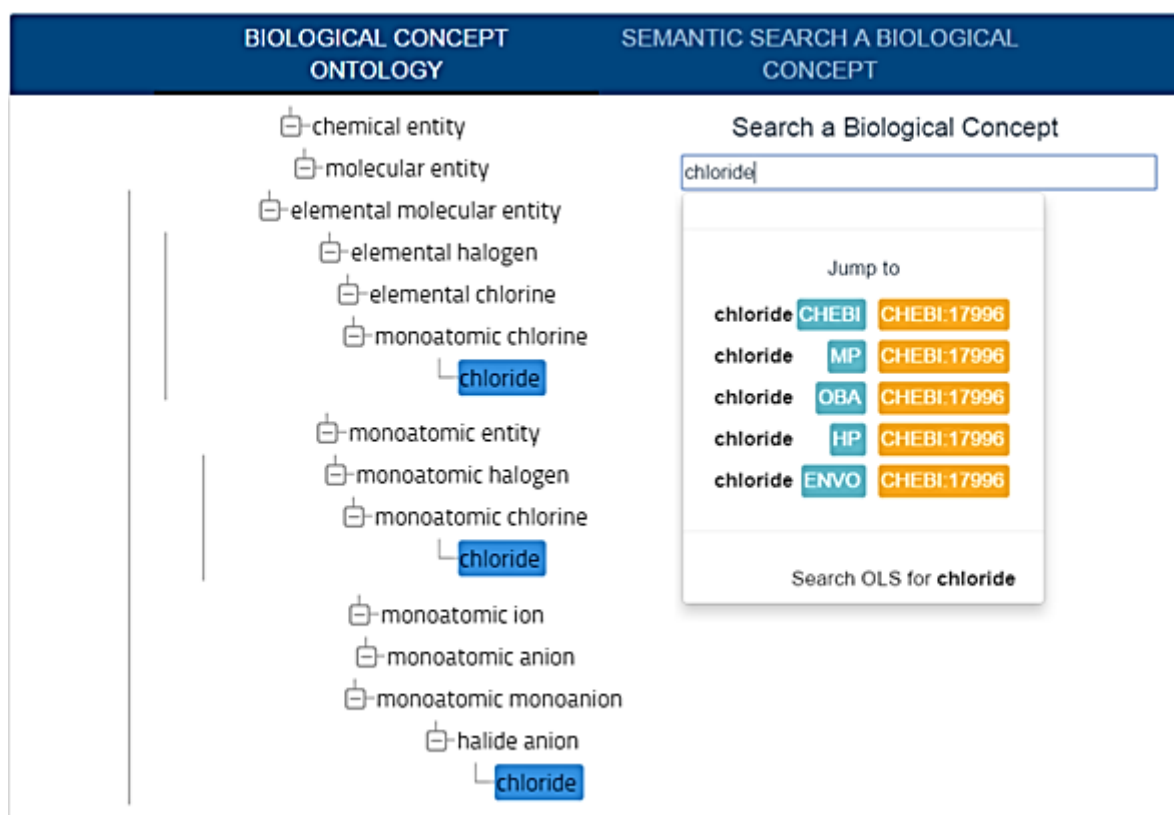 BIOLOGICAL CONCEPT
ONTOLOGY
SEMANTIC SEARCH A BIOLOGICAL
CONCEPT
chemical entity
molecular entity
elemental molecular entity
elemental halogen
elemental chlorine
monoatomic chlorine
chloride
monoatomic entity
monoatomic halogen
monoatomic chlorine
chloride
monoatomic ion
monoatomic anion
monoatomic monoanion
halide anion
chloride
Search a Biological Concept
chloride
Jump to
chloride CHEBI CHEBI:17996
chloride MP CHEBI:17996
chloride OBA CHEBI:17996
chloride HP CHEBI:17996
chloride ENVO CHEBI:17996
Search OLS for chloride